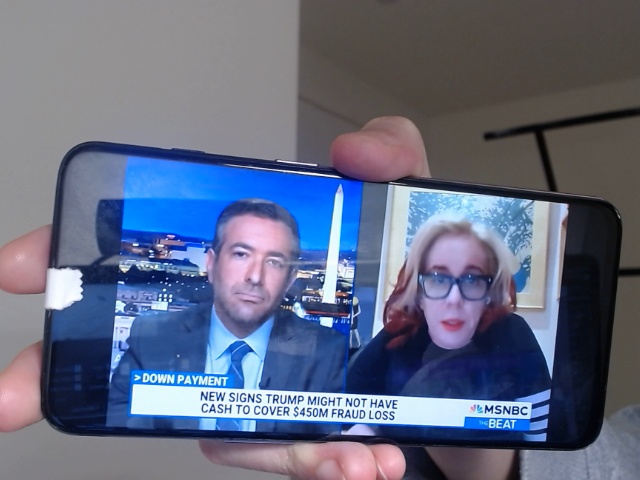 > DOWN PAYMENT
NEW SIGNS TRUMP MIGHT NOT HAVE
CASH TO COVER $450M FRAUD LOSS
MSNBC
THE BEAT